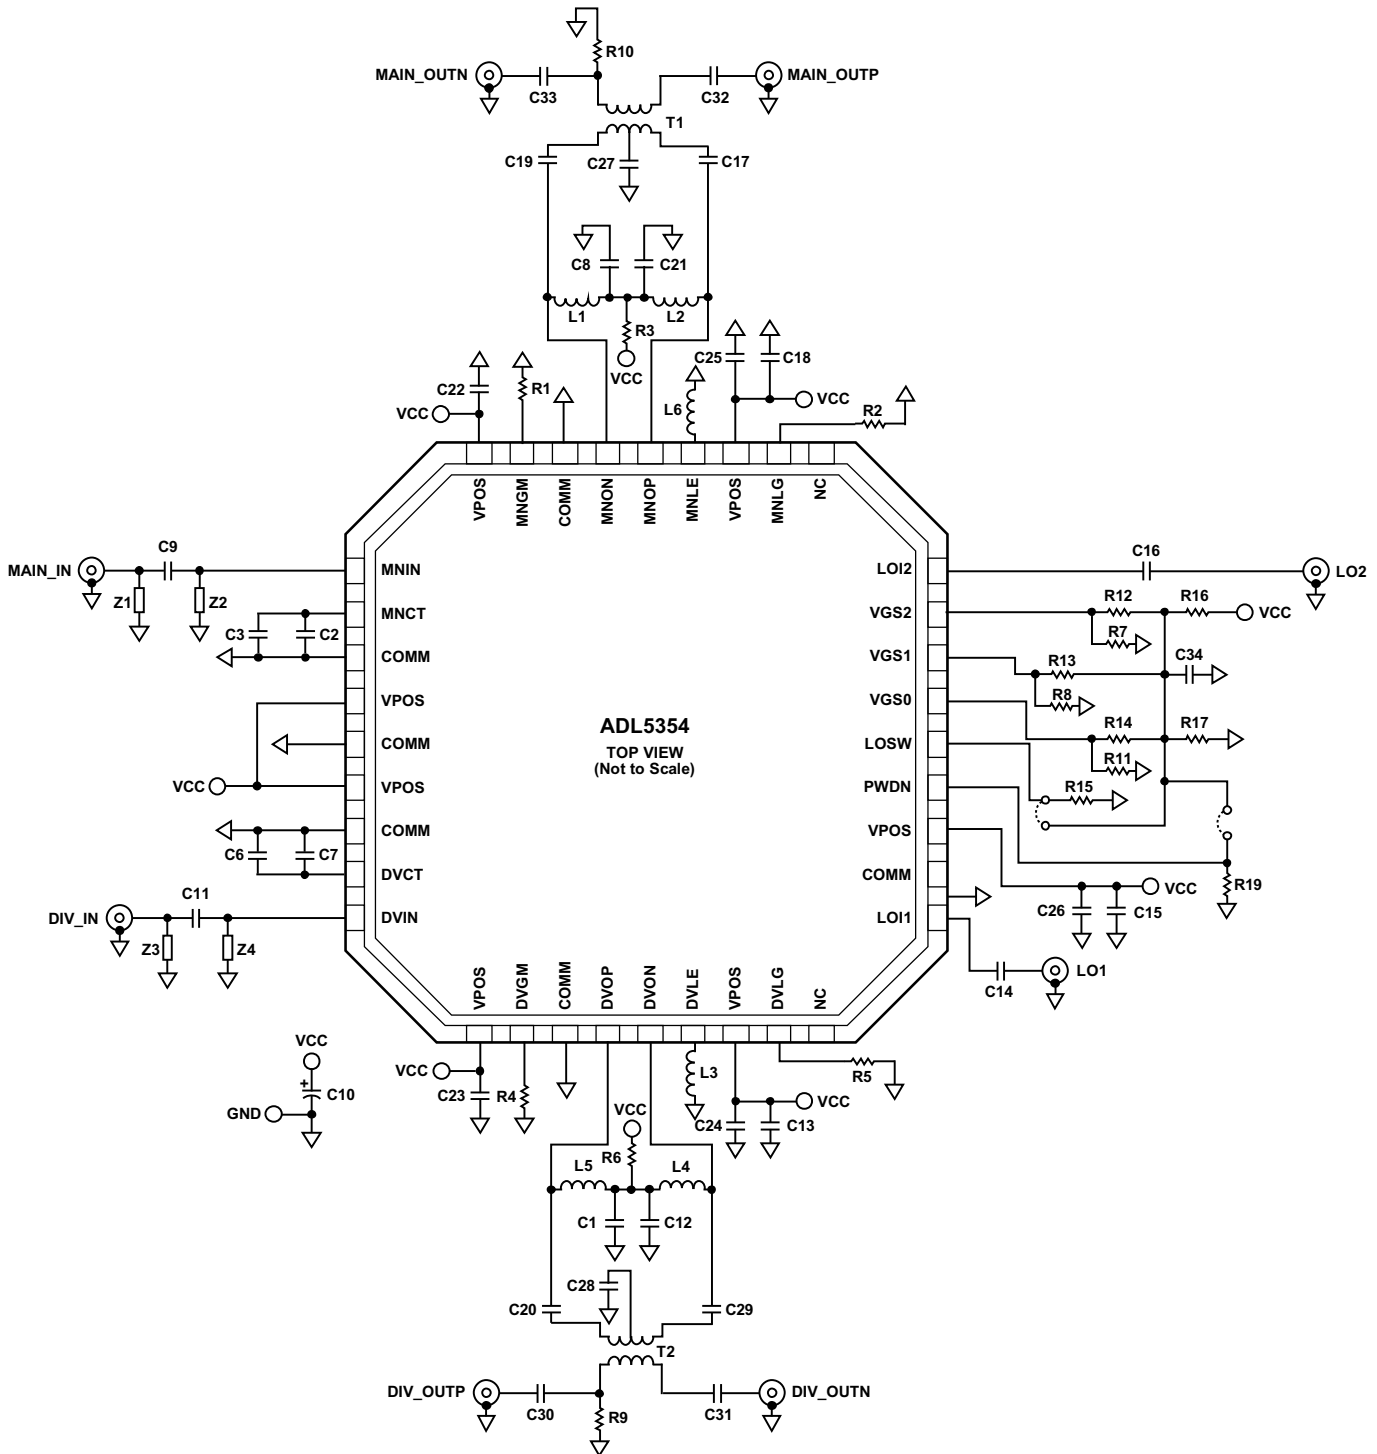 R10
MAIN_OUTN
MAIN_OUTP
C33
C32
T1
C19
C27
C17
C8
C21
L1
L2
R3
VCC
C25
C18
C22
R1
L6
VCC
R2
VCC
VPOS
MNGM
COMM
MNON
MNOP
MNLE
VPOS
MNLG
NC
C9
C16
MAIN_IN
MNIN
LOI2
LO2
Z1
Z2
R12
R16
MNCT
VGS2
VCC
C3
C2
R7
COMM
VGS1
R13
C34
R8
VPOS
VGS0
ADL5354
R14
R17
COMM
LOSW
TOP VIEW
(Not to Scale)
R11
VCC
VPOS
PWDN
R15
COMM
VPOS
C6
C7
DVCT
COMM
R19
VCC
C11
C26
C15
DIV_IN
DVIN
LOI1
Z3
Z4
LO1
C14
VPOS
DVGM
COMM
DVOP
DVON
DVLE
VPOS
DVLG
NC
VCC
+
C10
GND
VCC
C23
R4
L3
R5
VCC
C24
C13
VCC
R6
L5
L4
C1
C12
C28
C20
C29
T2
DIV_OUTP
DIV_OUTN
C30
R9
C31